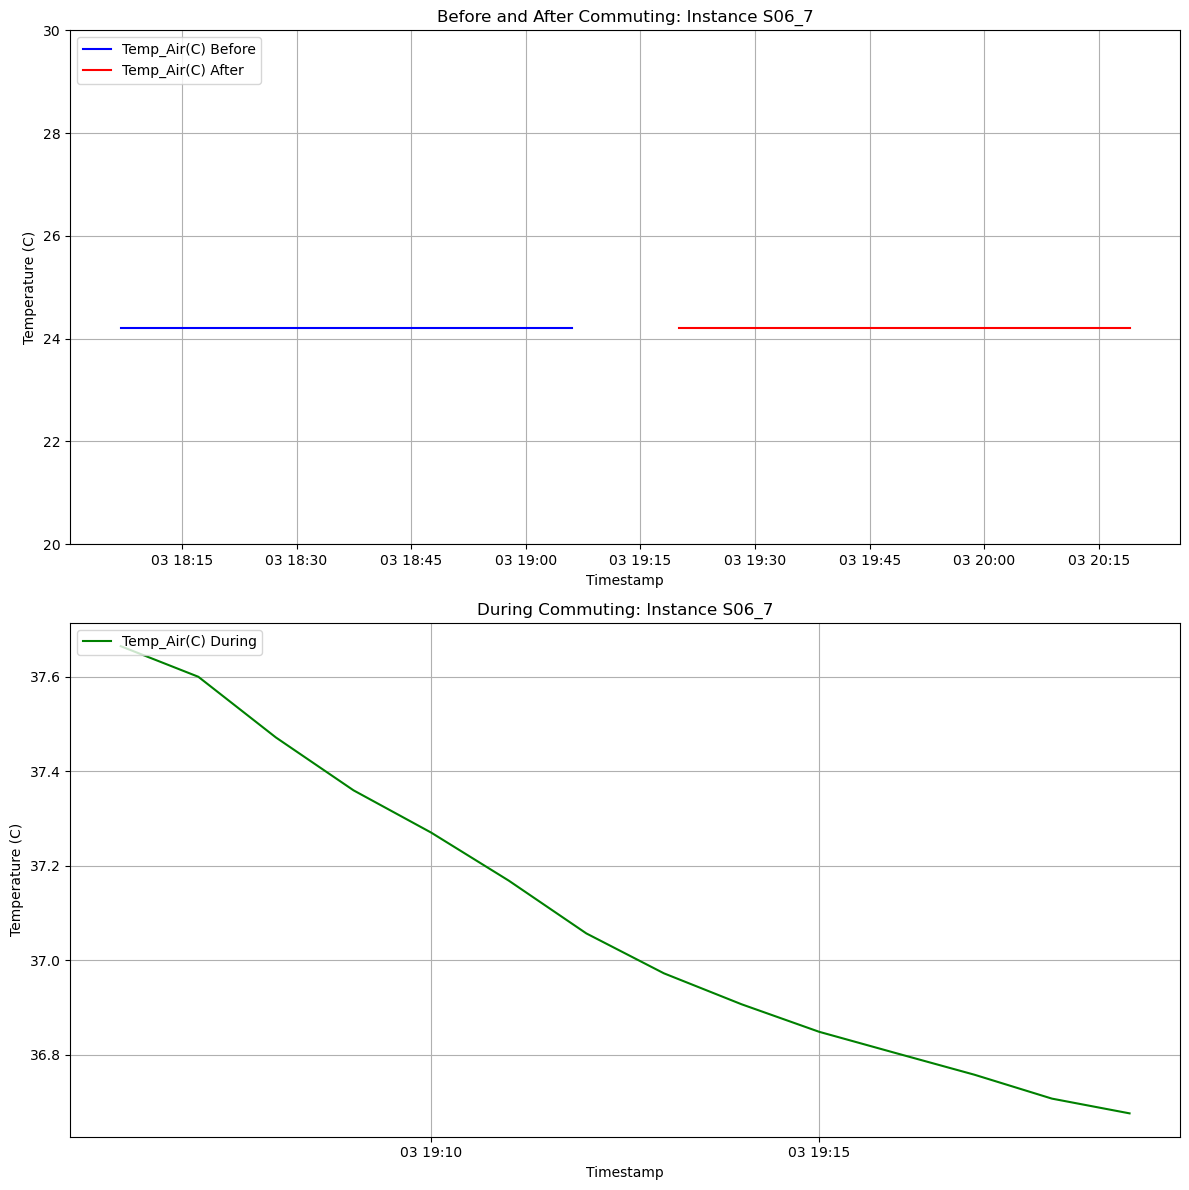 Before and After Commuting: Instance S06_7
Temp_Air(C) Before
Temp_Air(C) After
30
28
26
24
22
20
Temperature (C)
03 18:15 03 18:30 03 18:45 03 19:00 03 19:15 03 19:30 03 19:45 03 20:00 03 20:15
Timestamp
During Commuting: Instance S06_7
Temp_Air(C) During
37.6
37.4
37.2
37.0
36.8
Temperature (C)
03 19:10 03 19:15
Timestamp